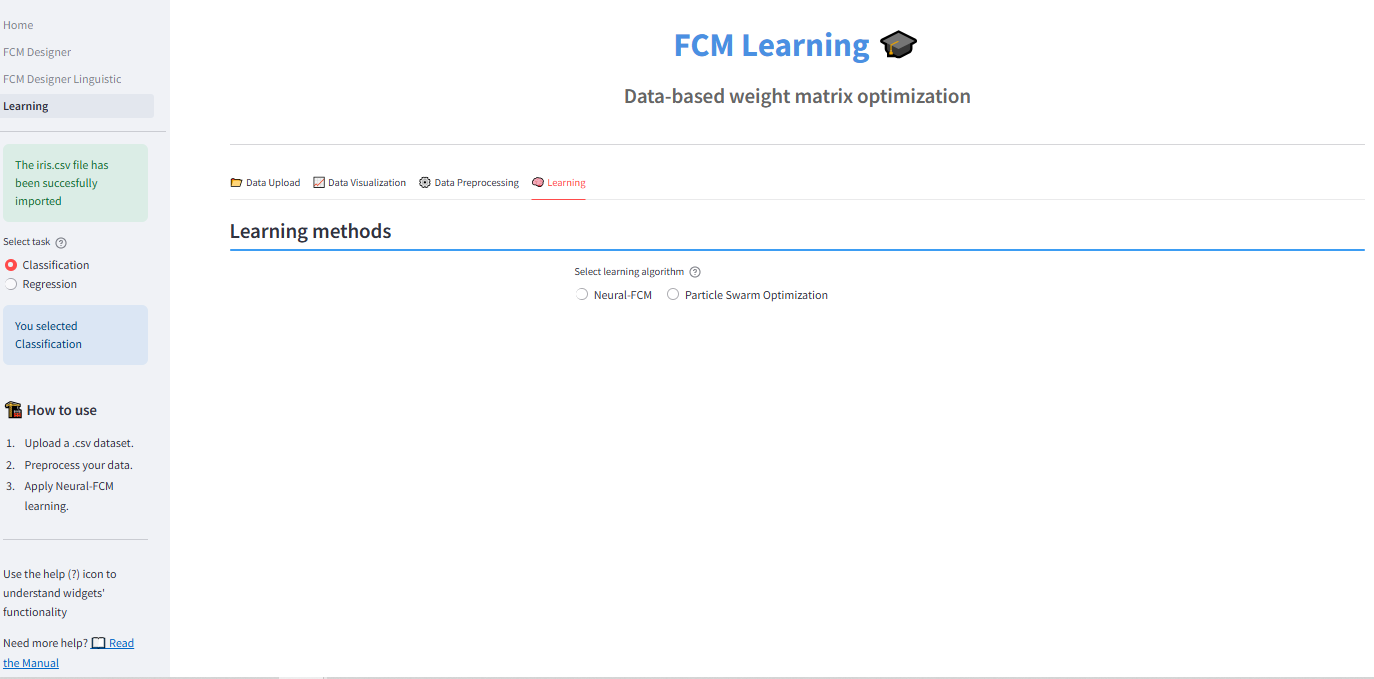 Home
FCM Designer
FCM Designer Linguistic
Learning
The iris.csv file has
been succesfully
imported
Select task
Classification
Regression
You selected
Classification
How to use
1. Upload a .csv dataset.
2. Preprocess your data.
3. Apply Neural-FCM
learning.
Use the help (?) icon to
understand widgets'
functionality
Need more help? Read
the Manual
FCM Learning
Data-based weight matrix optimization
Data Upload Data Visualization Data Preprocessing Learning
Learning methods
Select learning algorithm
Neural-FCM Particle Swarm Optimization